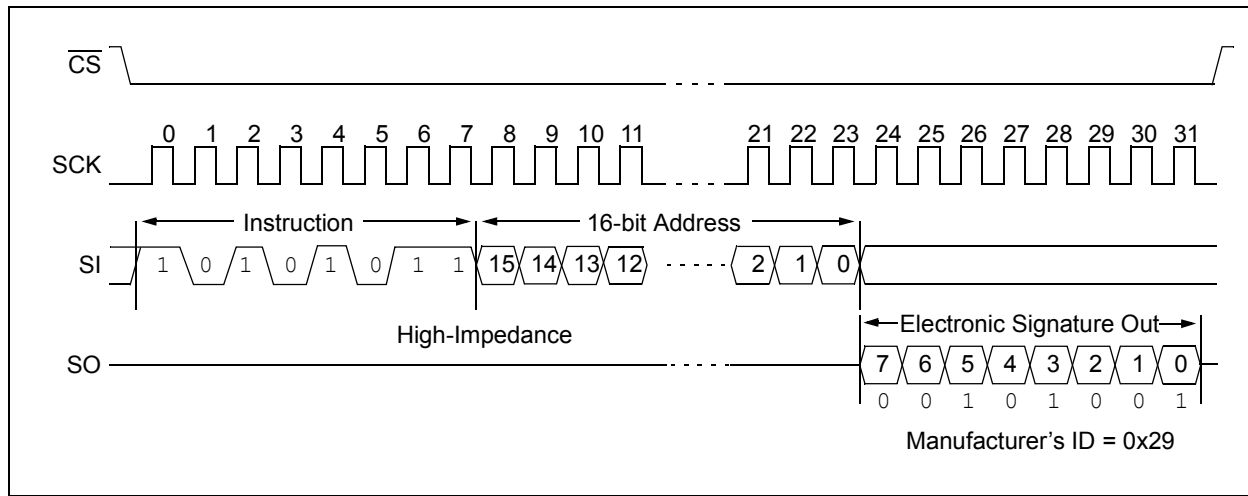 CS
0 1 2 3 4 5 6 7 8 9 10 11 21 22 23 24 25 26 27 28 29 30 31
SCK
Instruction 16-bit Address
SI 1 0 1 0 1 0 1 1 15 14 13 12 2 1 0
High-Impedance Electronic Signature Out
SO 7 6 5 4 3 2 1 0
0 0 1 0 1 0 0 1
Manufacturer's ID = 0x29